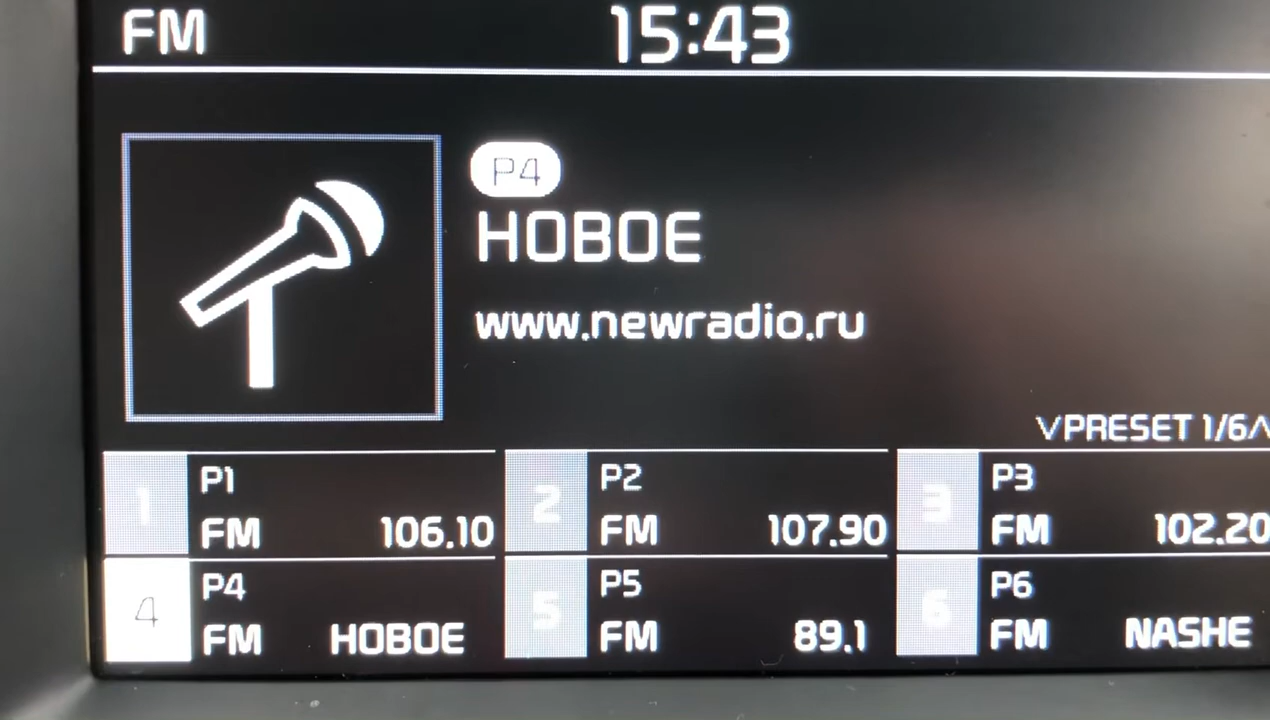 FM 15:43
P4
НОВОЕ
www.newradio.ru
VPRESET 1/6Λ
1 P1 2 P2 3 P3
FM 106.10 FM 107.90 FM 102.20
4 P4 5 P5 6 P6
FM НОВОЕ FM 89.1 FM NASHE